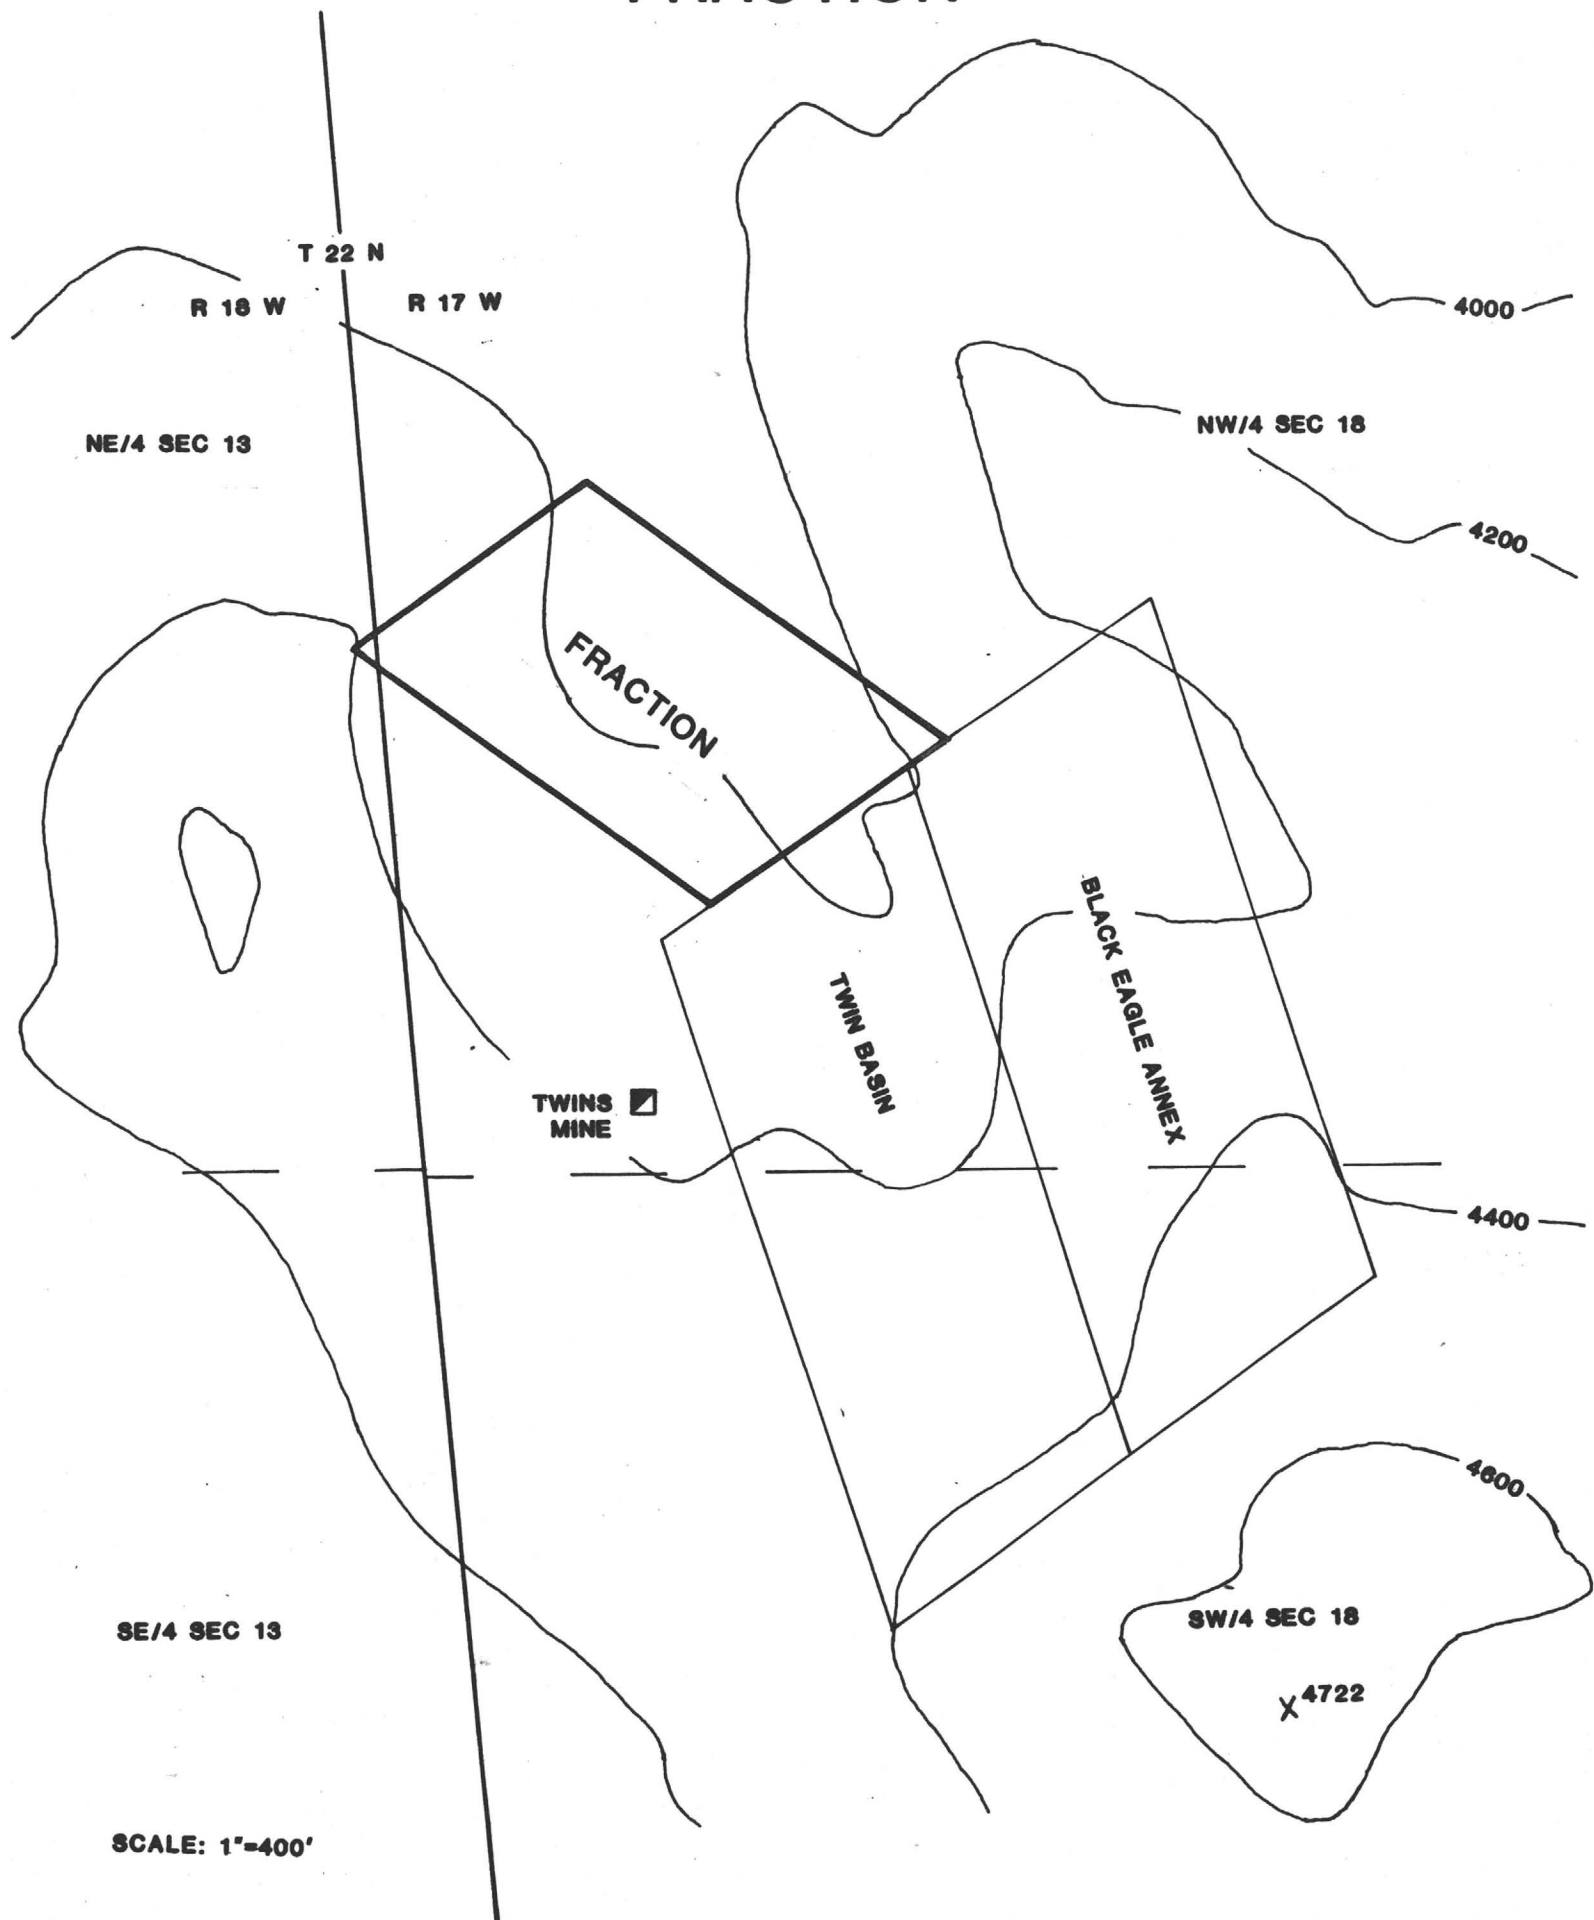 FRACTION
T 22 N
R 18 W
R 17 W
4000
NE/4 SEC 13
NW/4 SEC 18
4200
FRACTION
BLACK EAGLE ANNEX
TWIN BASIN
TWINS
MINE
4400
4600
SE/4 SEC 13
SW/4 SEC 18
X 4722
SCALE: 1"=400'